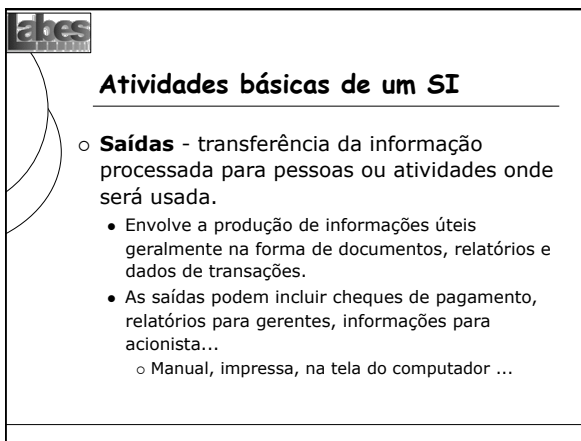 Labes
Atividades básicas de um SI
Saídas - transferência da informação
processada para pessoas ou atividades onde
será usada.
Envolve a produção de informações úteis
geralmente na forma de documentos, relatórios e
dados de transações.
As saídas podem incluir cheques de pagamento,
relatórios para gerentes, informações para
acionista...
Manual, impressa, na tela do computador ...